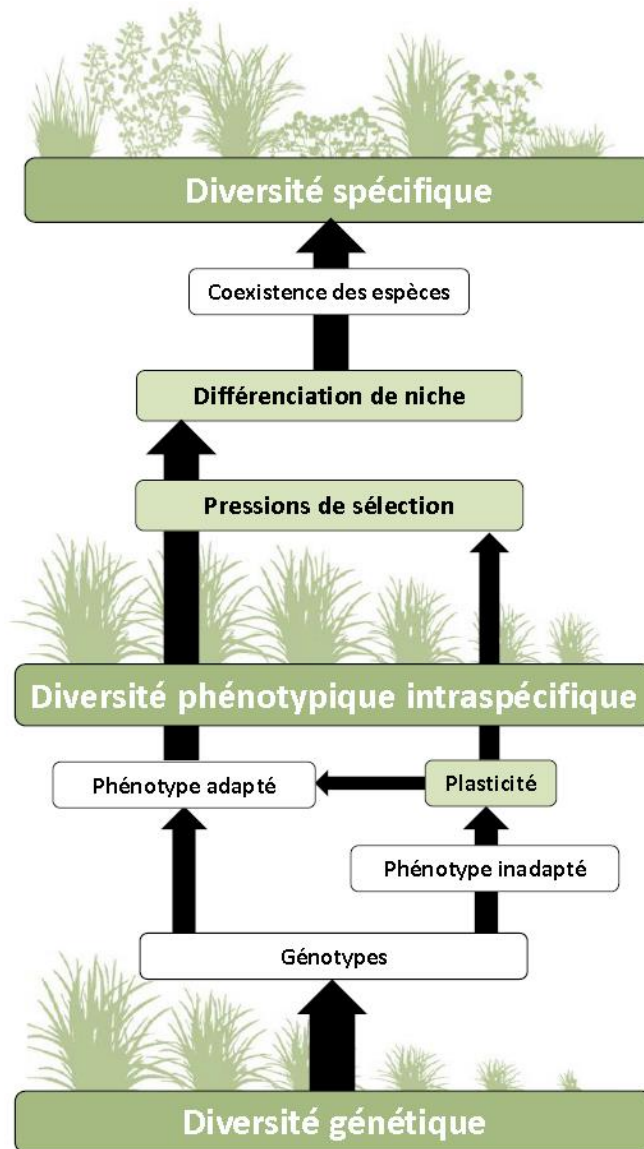 Diversité spécifique
Coexistence des espèces
Différenciation de niche
Pressions de sélection
Diversité phénotypique intraspécifique
Phénotype adapté
Plasticité
Phénotype inadapté
Génotypes
Diversité génétique